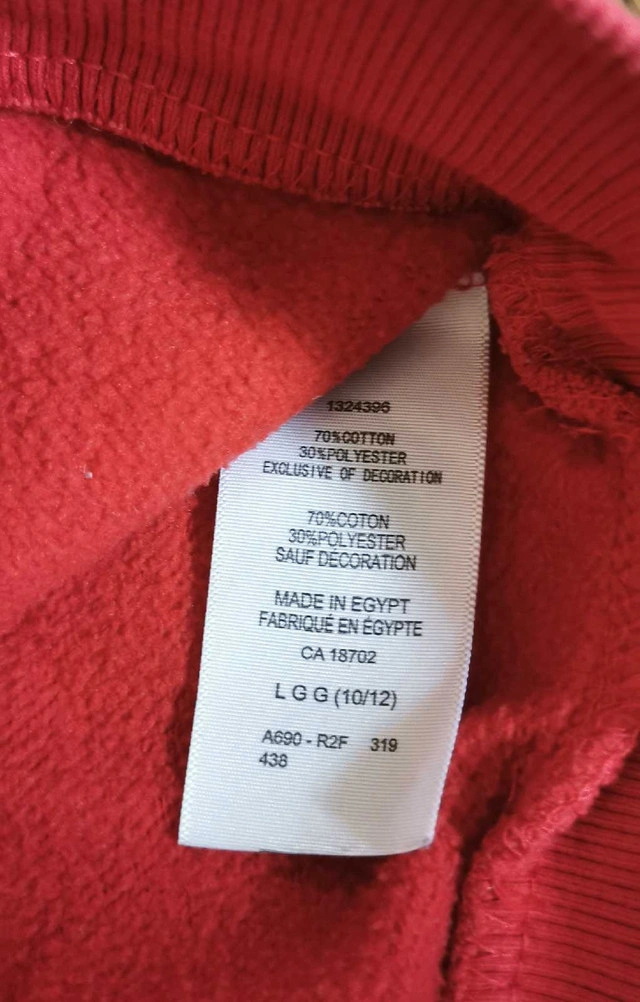 1324396
70%COTTON
30%POLYESTER
EXCLUSIVE OF DECORATION
70%COTON
30%POLYESTER
SAUF DÉCORATION
MADE IN EGYPT
FABRIQUÉ EN ÉGYPTE
CA 18702
L G G (10/12)
A690 - R2F 319
438